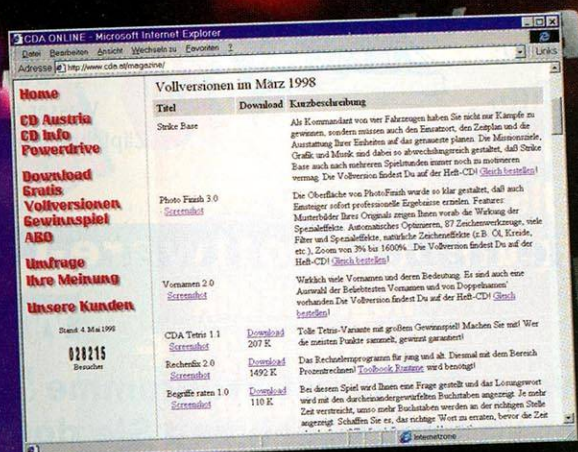 CDA ONLINE - Microsoft Internet Explorer
Datei Bearbeiten Ansicht Wechseln zu Favoriten ?
Links
Adresse http://www.cda.at/magazine/
Home
CD Austria
CD Info
Powerdrive
Download
Gratis
Vollversionen
Gewinnspiel
ABO
Umfrage
Ihre Meinung
Unsere Kunden
Stand: 4. Mai 1998
028215
Besucher
Vollversionen im März 1998
Titel Download Kurzbeschreibung
Strike Base
Als Kommandant von vier Fahrzeugen haben Sie nicht nur Kämpfe zu
gewinnen, sondern müssen auch den Einsatzort, den Zeitplan und die
Ausstattung Ihrer Einheiten auf das genaueste planen. Die Missionsziele,
Grafik und Musik sind dabei so abwechslungsreich gestaltet, daß Strike
Base auch nach mehreren Spielstunden immer noch zu motivieren
vermag. Die Vollversion findest Du auf der Heft-CD! Gleich bestellen!
Photo Finish 3.0
Screenshot
Die Oberfläche von PhotoFinish wurde so klar gestaltet, daß auch
Einsteiger sofort professionelle Ergebnisse erzielen. Features:
Musterbilder Ihres Originals zeigen Ihnen vorab die Wirkung der
Spezialeffekte. Automatisches Optimieren, 87 Zeichenwerkzeuge, viele
Filter und Spezialeffekte, natürliche Zeicheneffekte (z.B. Öl, Kreide,
etc.), Zoom von 3% bis 1600%. .Die Vollversion findest Du auf der
Heft-CD! Gleich bestellen!
Vornamen 2.0
Screenshot
Wirklich viele Vornamen und deren Bedeutung. Es sind auch eine
Auswahl der Beliebtesten Vornamen und von Doppelnamen
vorhanden.Die Vollversion findest Du auf der Heft-CD! Gleich
bestellen!
CDA Tetris 1.1
Screenshot
Download
207 K
Tolle Tetris-Variante mit großem Gewinnspiel! Machen Sie mit! Wer
die meisten Punkte sammelt, gewinnt garantiert!
Rechenfix 2.0
Screenshot
Download
1492 K
Das Rechenlernprogramm für jung und alt. Diesmal mit dem Bereich
Prozentrechnen! Toolbook Runtime wird benötigt!
Begriffe raten 1.0
Screenshot
Download
110 K
Bei diesem Spiel wird Ihnen eine Frage gestellt und das Losungswort
wird mit den durcheinandergewürfelten Buchstaben angezeigt. Je mehr
Zeit verstreicht, umso mehr Buchstaben werden an der richtigen Stelle
angezeigt. Schaffen Sie es, das richtige Wort zu erraten, bevor die Zeit
Internetzone